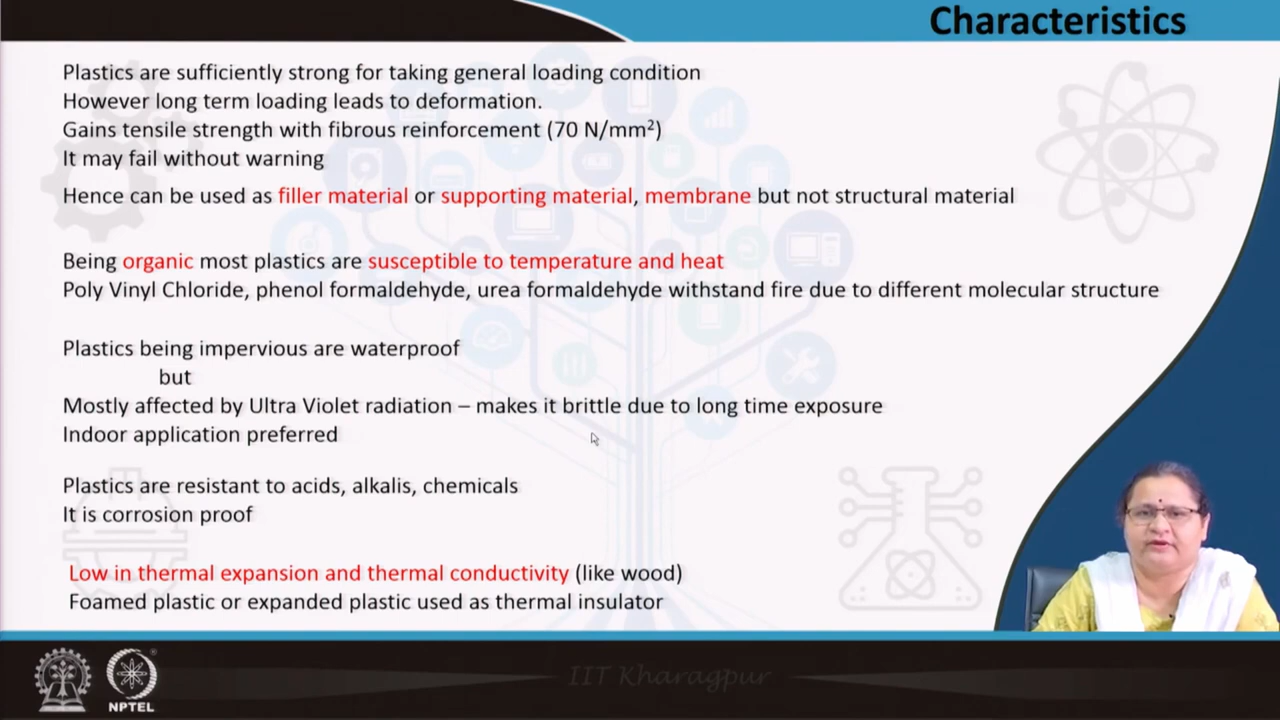 Characteristics
Plastics are sufficiently strong for taking general loading condition
However long term loading leads to deformation.
Gains tensile strength with fibrous reinforcement (70 N/mm²)
It may fail without warning
Hence can be used as filler material or supporting material, membrane but not structural material
Being organic most plastics are susceptible to temperature and heat
Poly Vinyl Chloride, phenol formaldehyde, urea formaldehyde withstand fire due to different molecular structure
Plastics being impervious are waterproof
but
Mostly affected by Ultra Violet radiation – makes it brittle due to long time exposure
Indoor application preferred
Plastics are resistant to acids, alkalis, chemicals
It is corrosion proof
Low in thermal expansion and thermal conductivity (like wood)
Foamed plastic or expanded plastic used as thermal insulator
IIT Kharagpur
NPTEL